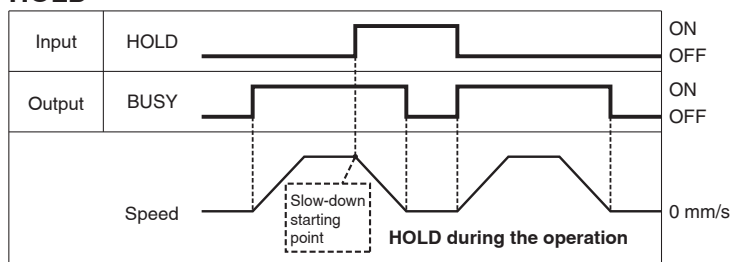 HOLD
Input HOLD ON
OFF
Output BUSY ON
OFF
Speed 0 mm/s
Slow-down
starting
point
HOLD during the operation